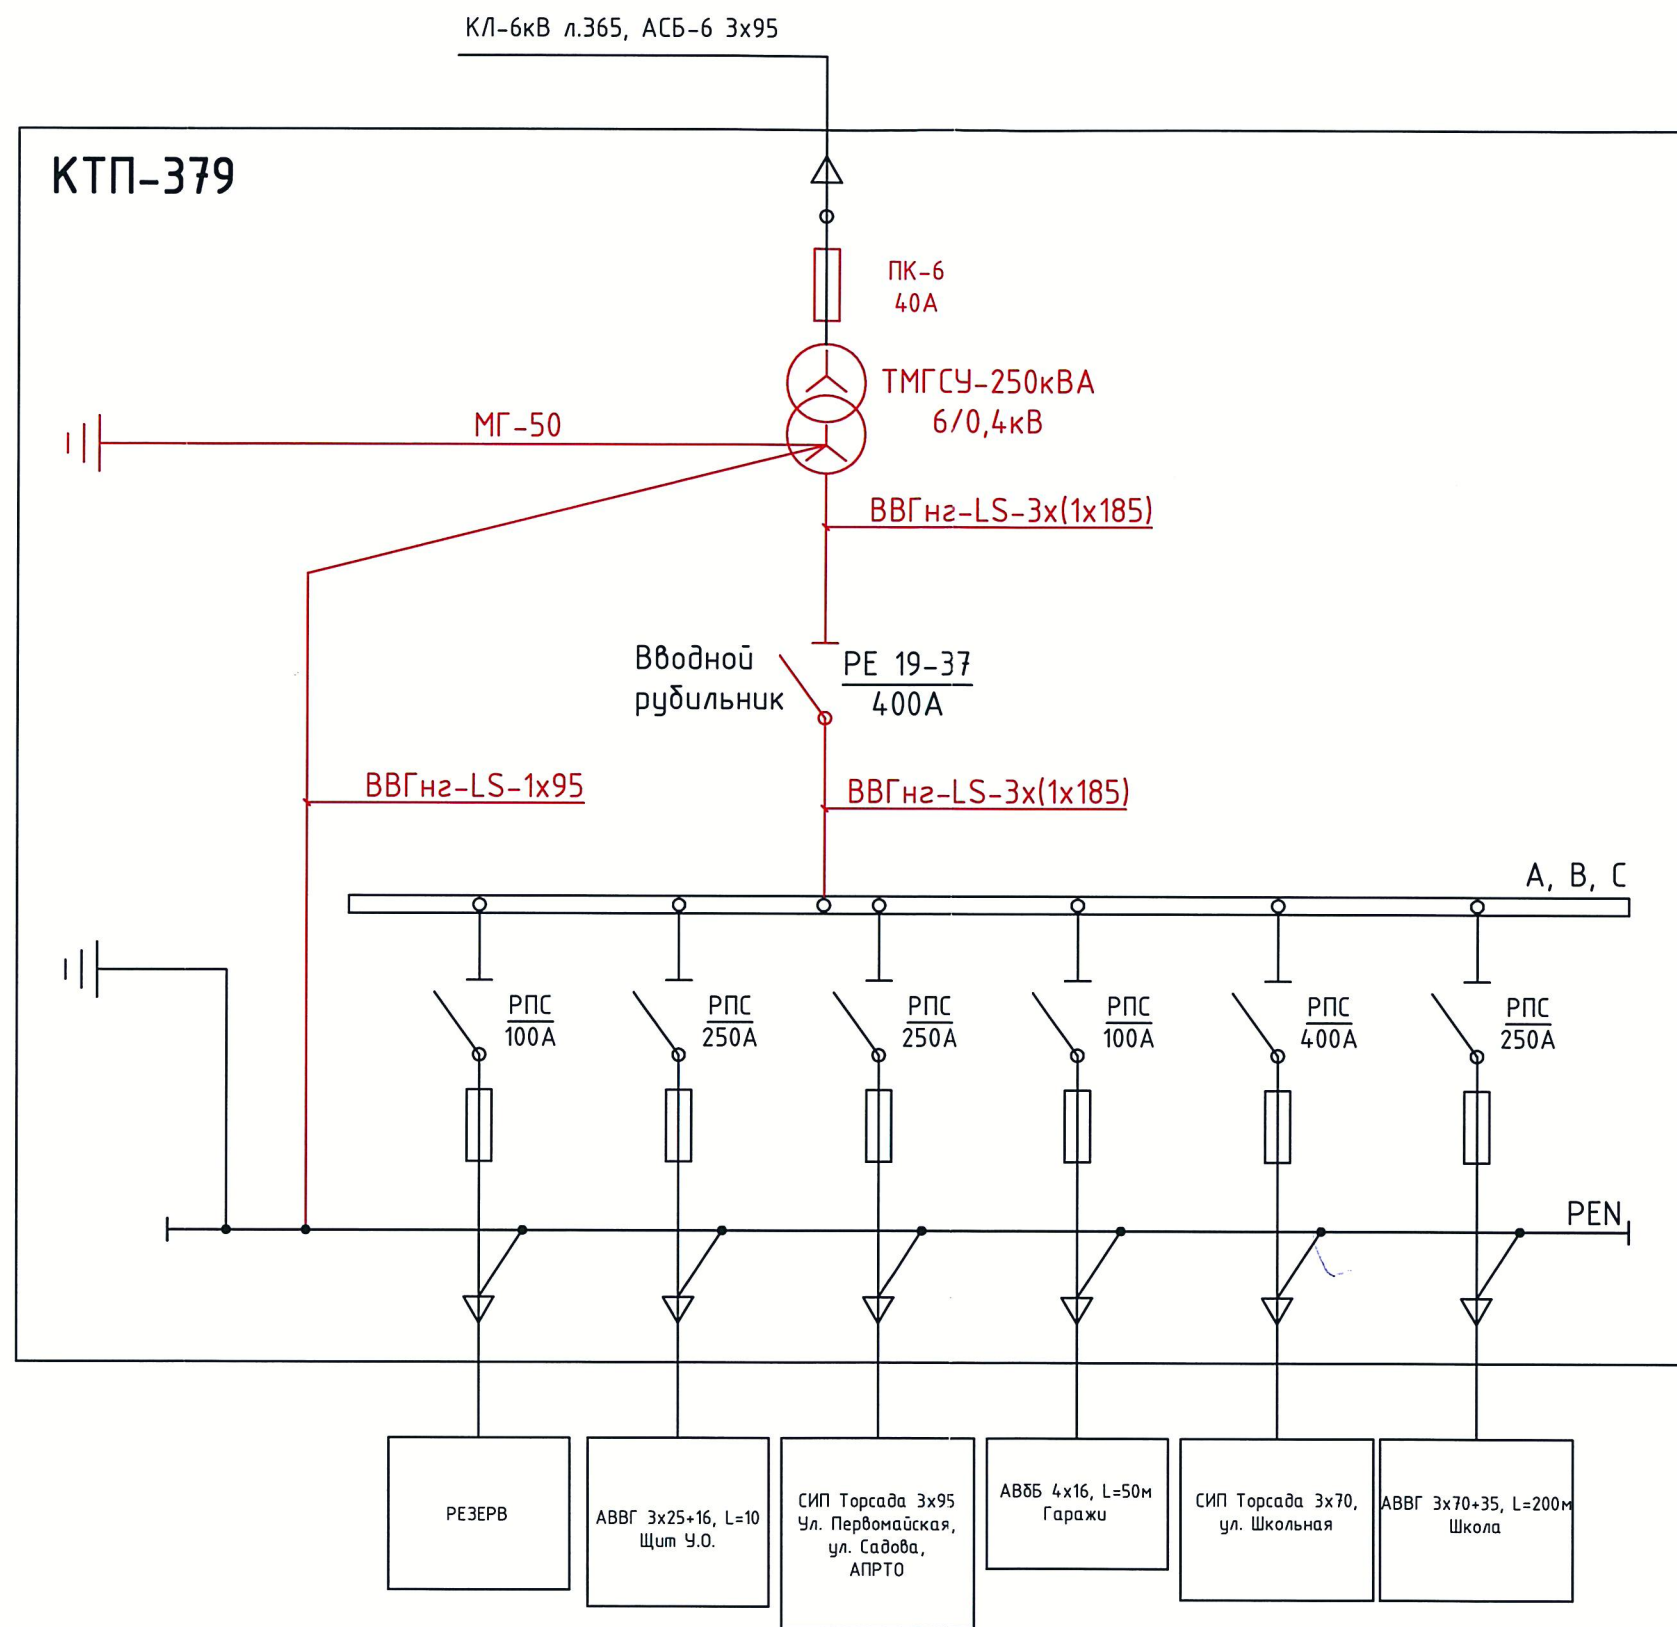 КЛ-6кВ л.365, АСБ-6 3х95
КТП-379
ПК-6
40А
ТМГСУ-250кВА
6/0,4кВ
МГ-50
ВВГнг-LS-3х(1х185)
Вводной
рубильник
РЕ 19-37
400А
ВВГнг-LS-1х95
ВВГнг-LS-3х(1х185)
А, В, С
РПС
100А
РПС
250А
РПС
250А
РПС
100А
РПС
400А
РПС
250А
PEN
РЕЗЕРВ
АВВГ 3х25+16, L=10
Щит У.О.
СИП Торсада 3х95
Ул. Первомайская,
ул. Садова,
АПРТО
АВбБ 4х16, L=50м
Гаражи
СИП Торсада 3х70,
ул. Школьная
АВВГ 3х70+35, L=200м
Школа